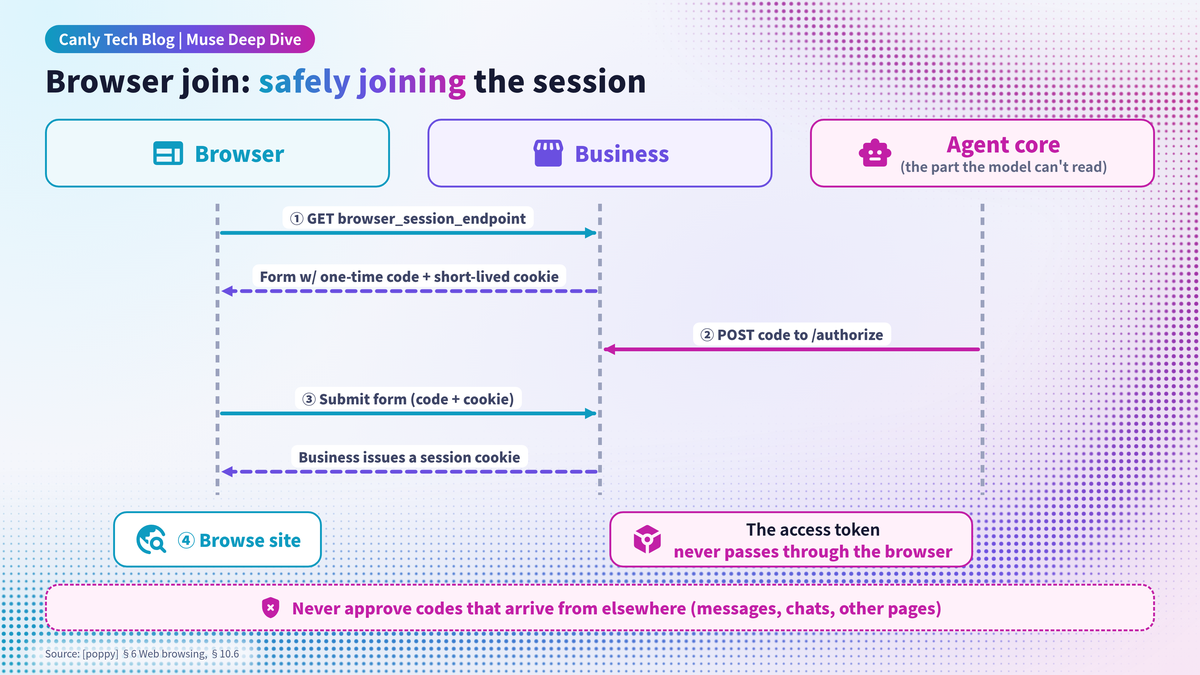 Canly Tech Blog | Muse Deep Dive
Browser join: safely joining the session
Browser
Business
Agent core
(the part the model can't read)
① GET browser_session_endpoint
Form w/ one-time code + short-lived cookie
② POST code to /authorize
③ Submit form (code + cookie)
Business issues a session cookie
④ Browse site
The access token
never passes through the browser
Never approve codes that arrive from elsewhere (messages, chats, other pages)
Source: [poppy] §6 Web browsing, §10.6